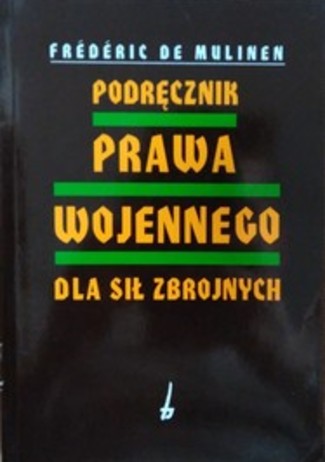 FRÉDÉRIC DE MULINEN
PODRĘCZNIK
PRAWA
WOJENNEGO
DLA SIŁ ZBROJNYCH